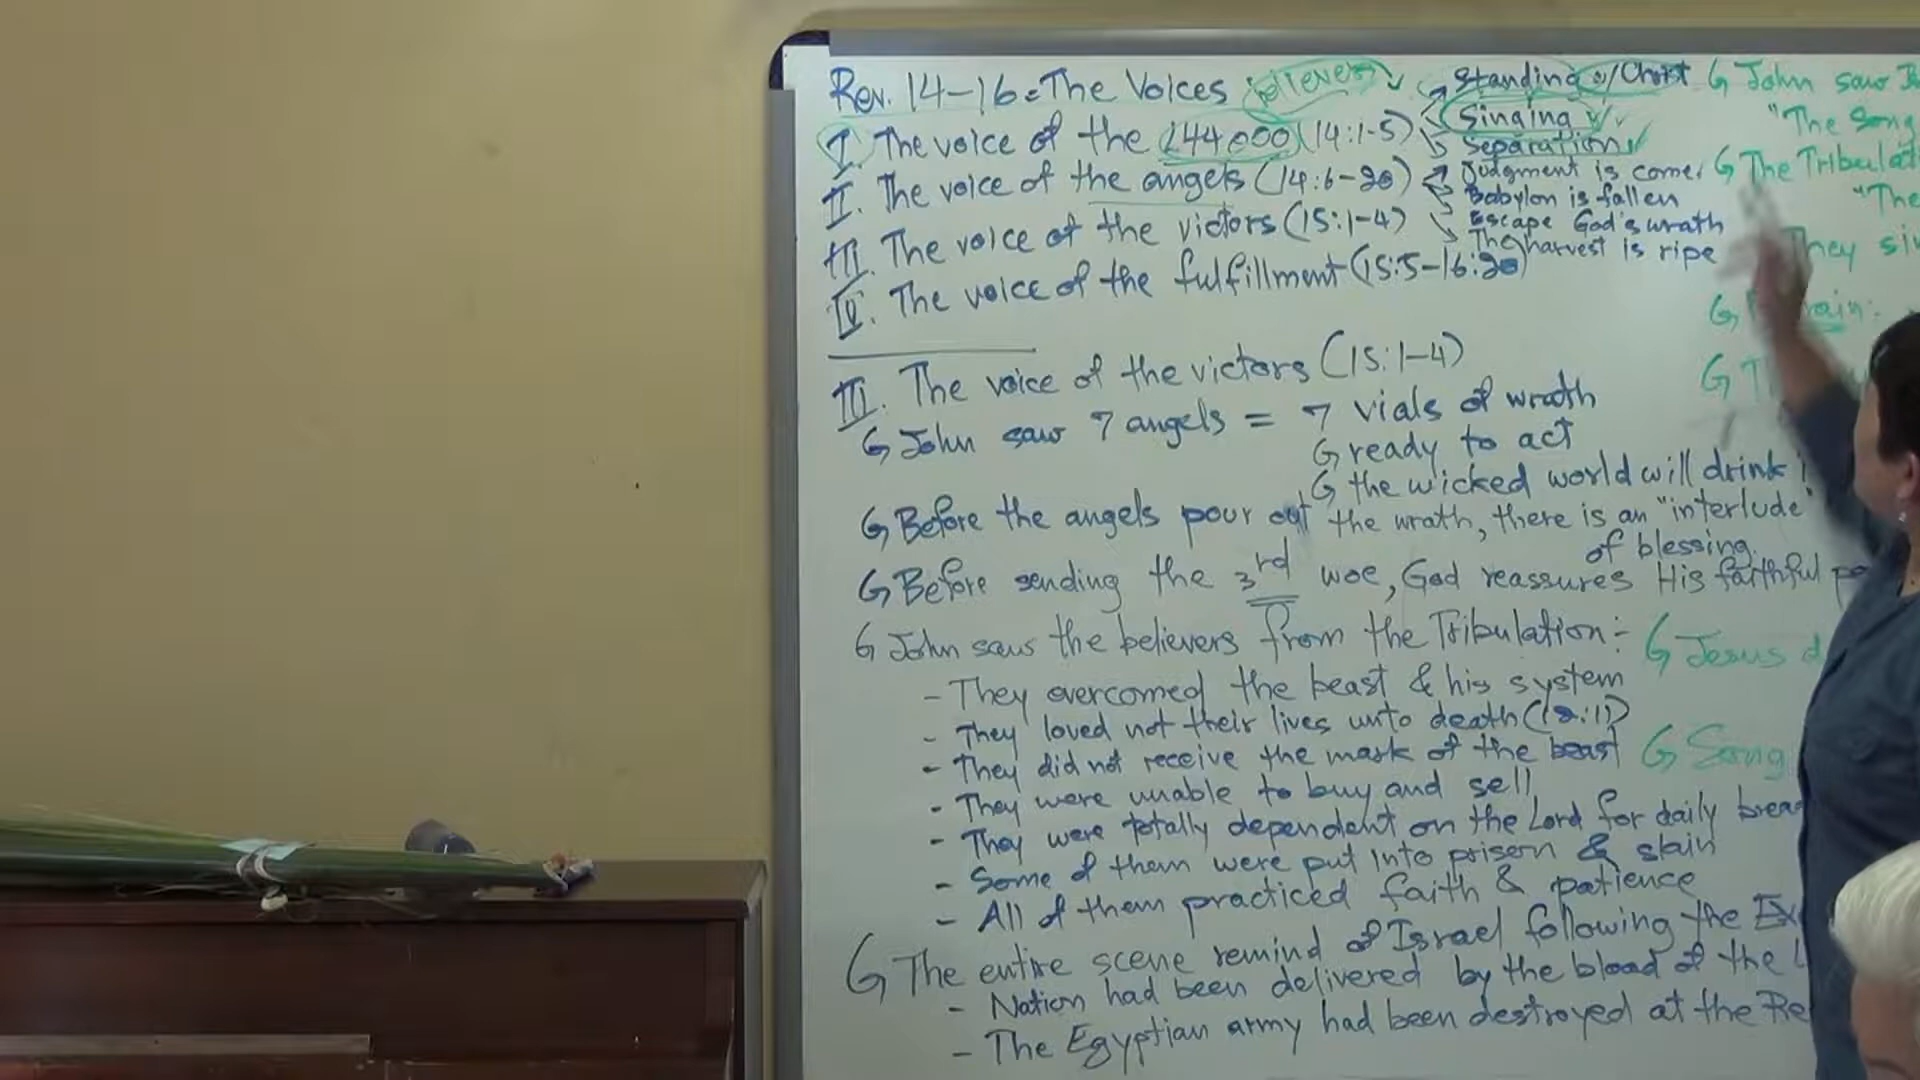 Rev. 14-16 = The Voices believers
I. The voice of the 144,000 (14:1-5)
II. The voice of the angels (14:6-20)
III. The voice of the victors (15:1-4)
IV. The voice of the fulfillment (15:5-16:20)
Standing w/ Christ
Singing
Separation
Judgment is come
Babylon is fallen
Escape God's wrath
The harvest is ripe
III. The voice of the victors (15:1-4)
John saw 7 angels = 7 vials of wrath
ready to act
the wicked world will drink
Before the angels pour out the wrath, there is an "interlude"
of blessing.
Before sending the 3rd woe, God reassures His faithful
John saw the believers from the Tribulation:-
- They overcomed the beast & his system
- They loved not their lives unto death (12:11)
- They did not receive the mark of the beast
- They were unable to buy and sell
- They were totally dependent on the Lord for daily
- Some of them were put into prison & slain
- All of them practiced faith & patience
The entire scene remind of Israel following the
- Nation had been delivered by the blood of the
- The Egyptian army had been destroyed at the
John saw
"The Song
The
"The
They
Jesus
Song